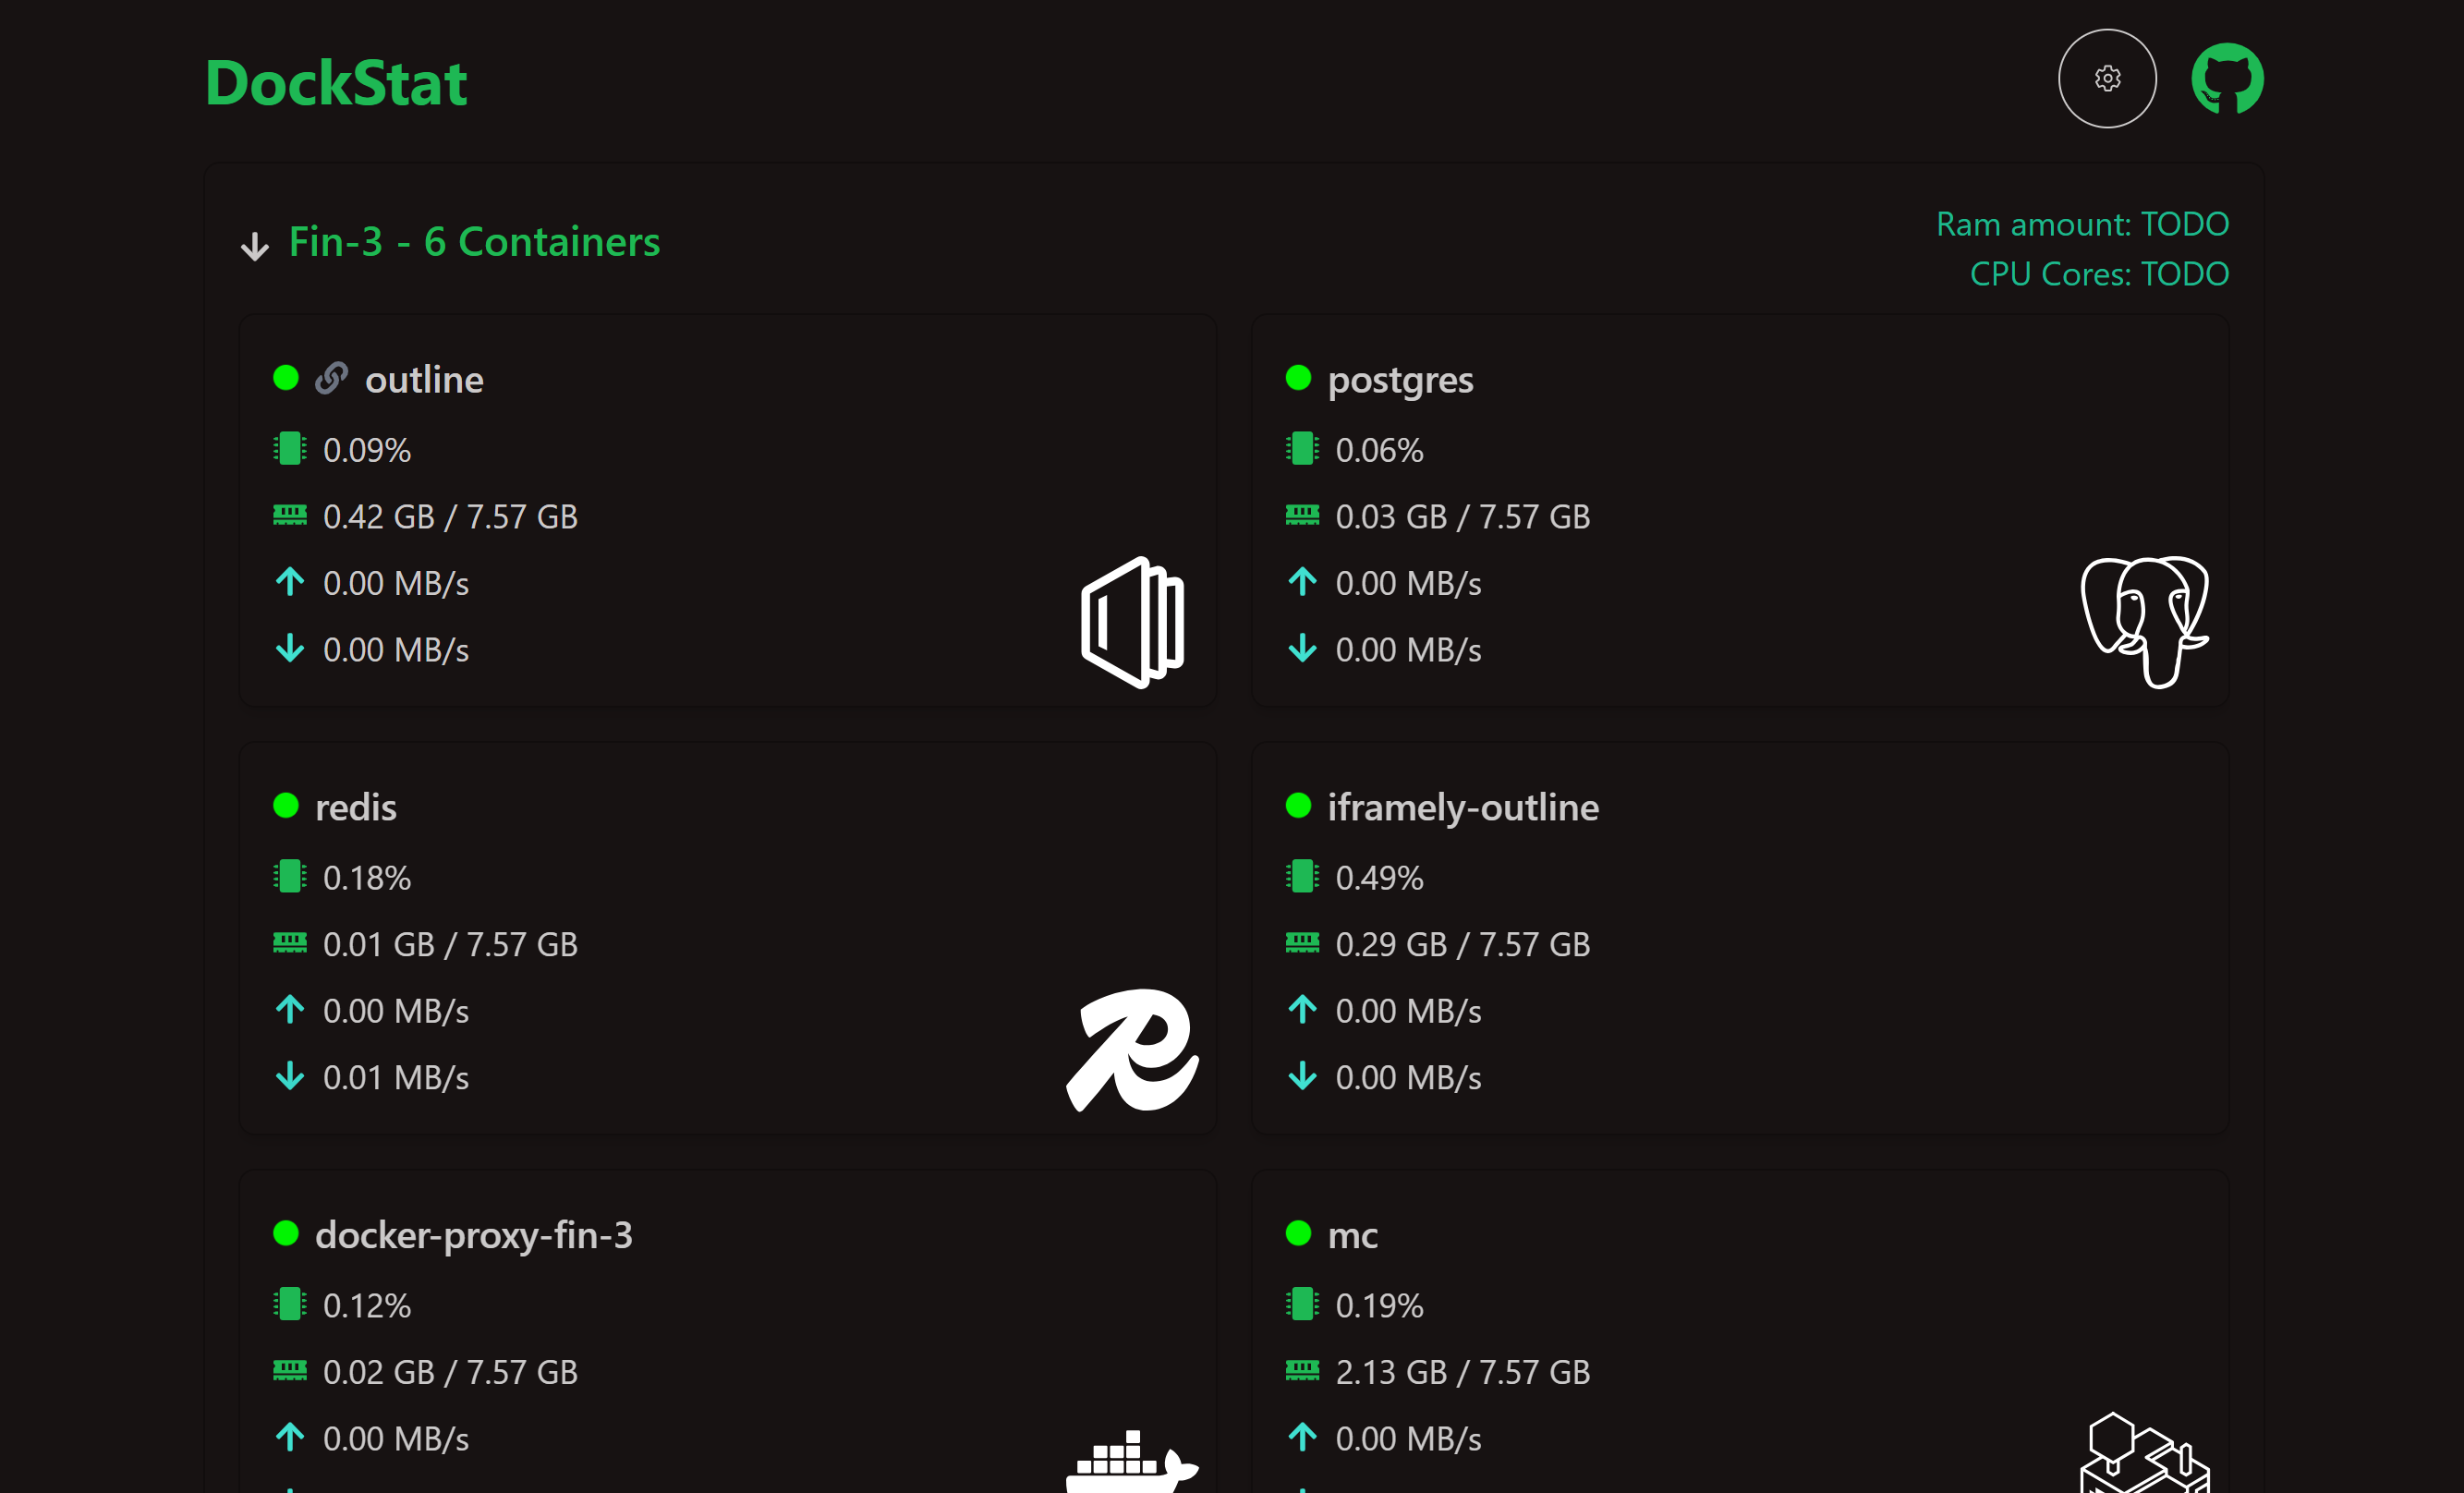 DockStat
Fin-3 - 6 Containers
Ram amount: TODO
CPU Cores: TODO
outline
0.09%
0.42 GB / 7.57 GB
0.00 MB/s
0.00 MB/s
postgres
0.06%
0.03 GB / 7.57 GB
0.00 MB/s
0.00 MB/s
redis
0.18%
0.01 GB / 7.57 GB
0.00 MB/s
0.01 MB/s
iframely-outline
0.49%
0.29 GB / 7.57 GB
0.00 MB/s
0.00 MB/s
docker-proxy-fin-3
0.12%
0.02 GB / 7.57 GB
0.00 MB/s
mc
0.19%
2.13 GB / 7.57 GB
0.00 MB/s